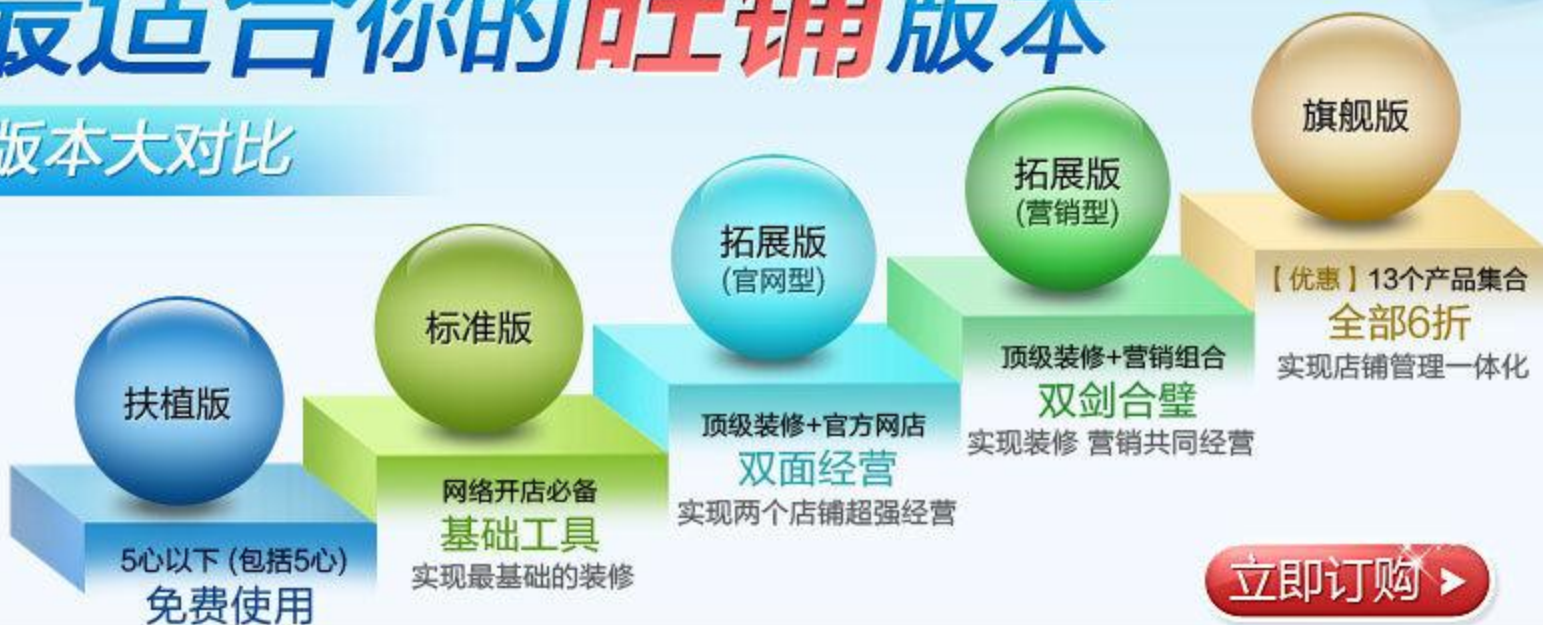 最适合你的旺铺版本
版本大对比
扶植版
5心以下 (包括5心)
免费使用
标准版
网络开店必备
基础工具
实现最基础的装修
拓展版
(官网型)
顶级装修+官方网店
双面经营
实现两个店铺超强经营
拓展版
(营销型)
顶级装修+营销组合
双剑合璧
实现装修 营销共同经营
旗舰版
【优惠】13个产品集合
全部6折
实现店铺管理一体化
立即订购